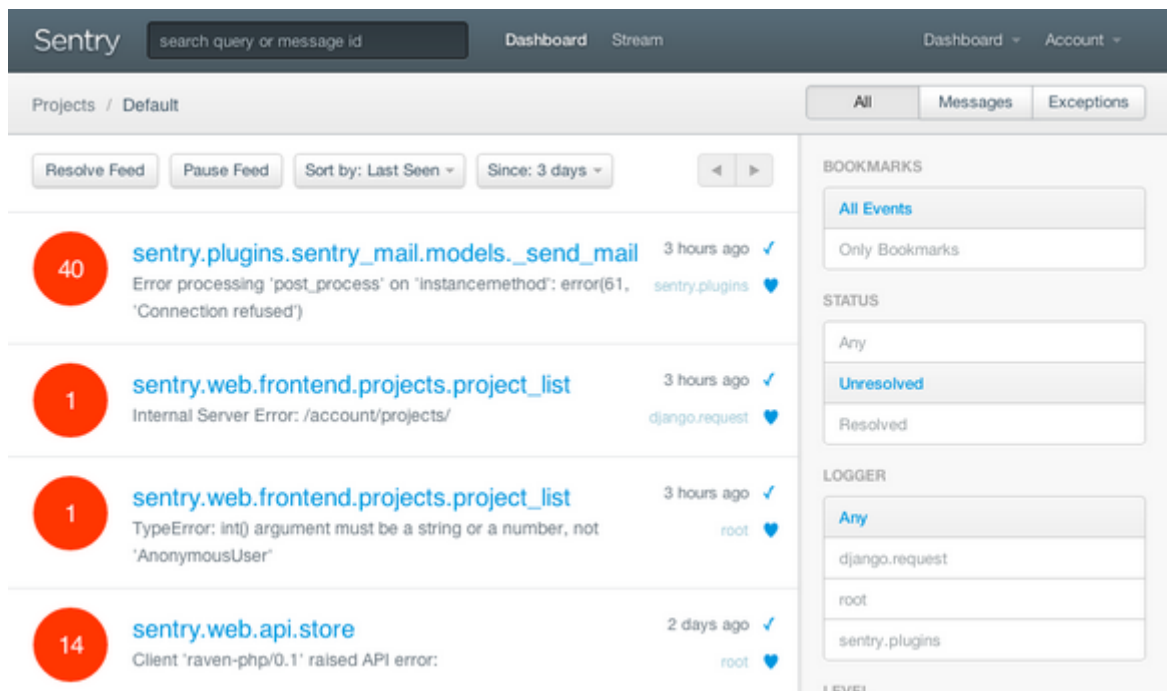 Sentry search query or message id Dashboard Stream Dashboard Account
Projects / Default All Messages Exceptions
Resolve Feed Pause Feed Sort by: Last Seen Since: 3 days
40
sentry.plugins.sentry_mail.models._send_mail 3 hours ago
Error processing 'post_process' on 'instancemethod': error(61, sentry.plugins
'Connection refused')
1
sentry.web.frontend.projects.project_list 3 hours ago
Internal Server Error: /account/projects/ django.request
1
sentry.web.frontend.projects.project_list 3 hours ago
TypeError: int() argument must be a string or a number, not root
'AnonymousUser'
14
sentry.web.api.store 2 days ago
Client 'raven-php/0.1' raised API error: root
BOOKMARKS
All Events
Only Bookmarks
STATUS
Any
Unresolved
Resolved
LOGGER
Any
django.request
root
sentry.plugins
LEVEL